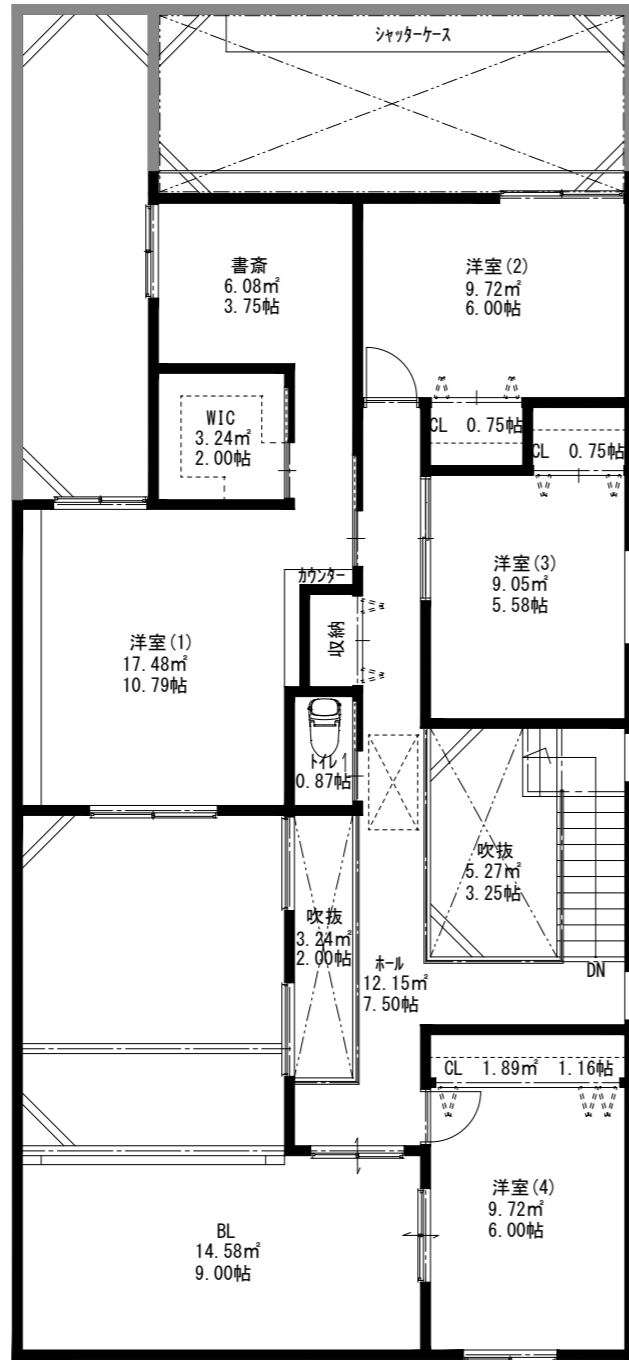 シャッターケース
書斎
6.08㎡
3.75帖
洋室(2)
9.72㎡
6.00帖
WIC
3.24㎡
2.00帖
CL 0.75帖
CL 0.75帖
洋室(3)
9.05㎡
5.58帖
カウンター
収納
洋室(1)
17.48㎡
10.79帖
トイレ
0.87帖
吹抜
5.27㎡
3.25帖
吹抜
3.24㎡
2.00帖
ホール
12.15㎡
7.50帖
DN
CL 1.89㎡ 1.16帖
洋室(4)
9.72㎡
6.00帖
BL
14.58㎡
9.00帖